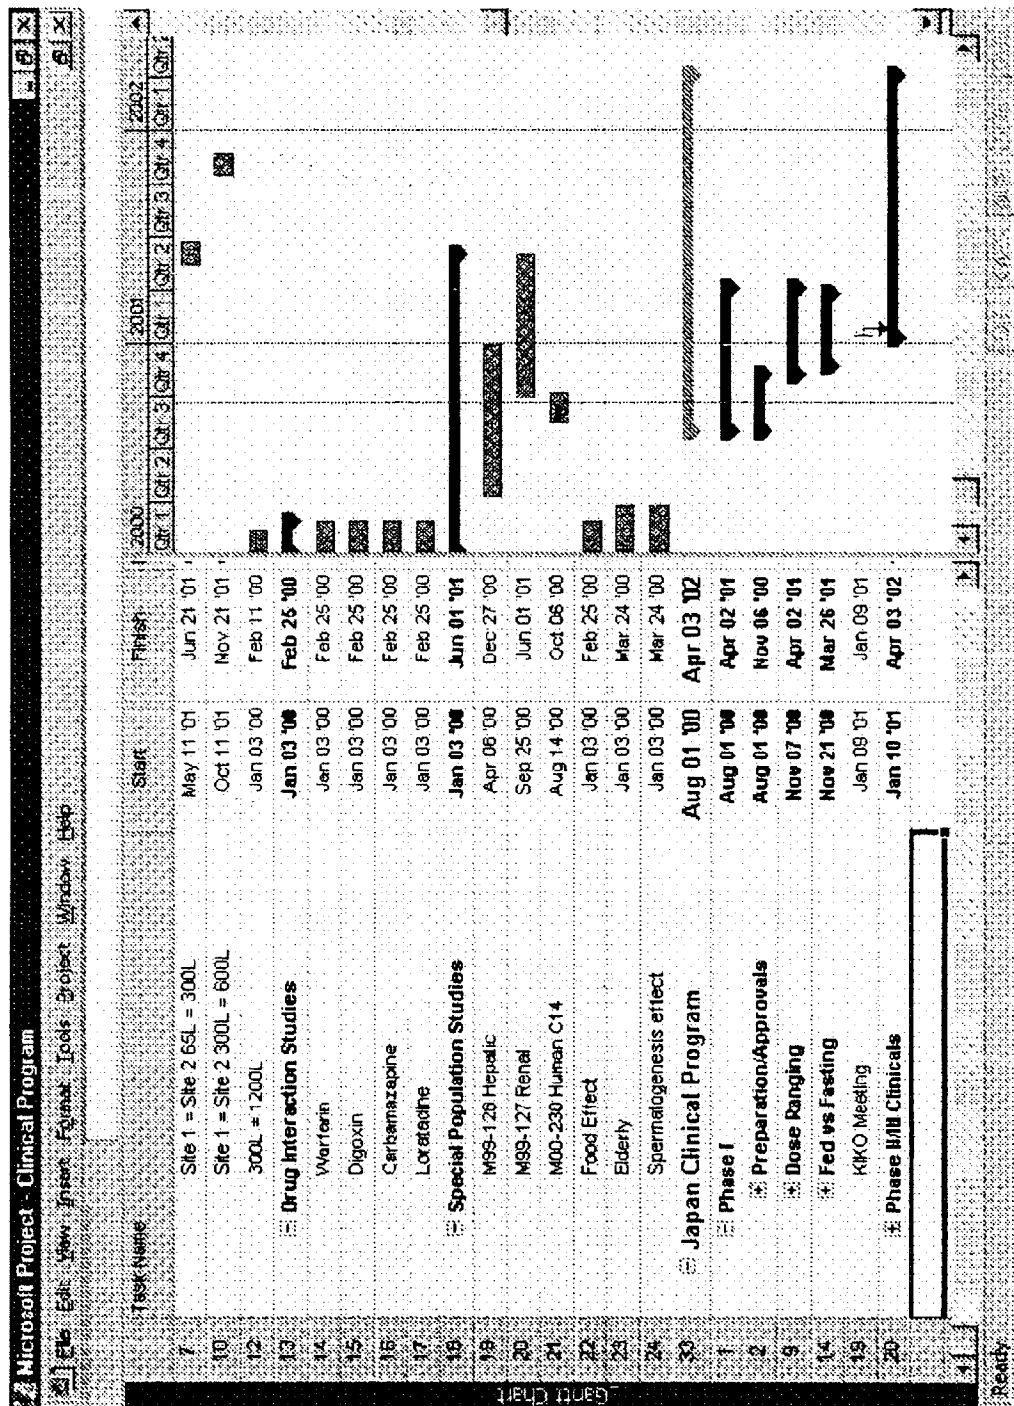 Microsoft Project - Clinical Program
File Edit View Insert Format Tools Project Window Help
Task Name Start Finish 2000 2001 2002
Qtr 1 Qtr 2 Qtr 3 Qtr 4 Qtr 1 Qtr 2 Qtr 3 Qtr 4 Qtr 1 Qtr
7 Site 1 = Site 2 65L = 300L May 11 '01 Jun 21 '01
10 Site 1 = Site 2 300L = 600L Oct 11 '01 Nov 21 '01
12 300L = 1200L Jan 03 '00 Feb 11 '00
13 Drug Interaction Studies Jan 03 '00 Feb 25 '00
14 Warfarin Jan 03 '00 Feb 25 '00
15 Digoxin Jan 03 '00 Feb 25 '00
16 Carbamazapine Jan 03 '00 Feb 25 '00
17 Loratadine Jan 03 '00 Feb 25 '00
18 Special Population Studies Jan 03 '00 Jun 01 '01
19 M99-126 Hepatic Apr 06 '00 Dec 27 '00
20 M99-127 Renal Sep 25 '00 Jun 01 '01
21 M00-230 Human C14 Aug 14 '00 Oct 06 '00
22 Food Effect Jan 03 '00 Feb 25 '00
23 Elderly Jan 03 '00 Mar 24 '00
24 Spermatogenesis effect Jan 03 '00 Mar 24 '00
33 Japan Clinical Program Aug 01 '00 Apr 03 '02
1 Phase I Aug 01 '00 Apr 02 '01
2 Preparation/Approvals Aug 01 '00 Nov 06 '00
9 Dose Ranging Nov 07 '00 Apr 02 '01
14 Fed vs Fasting Nov 21 '00 Mar 26 '01
19 KIKO Meeting Jan 09 '01 Jan 09 '01
20 Phase II/III Clinicals Jan 10 '01 Apr 03 '02
Gantt Chart
Ready